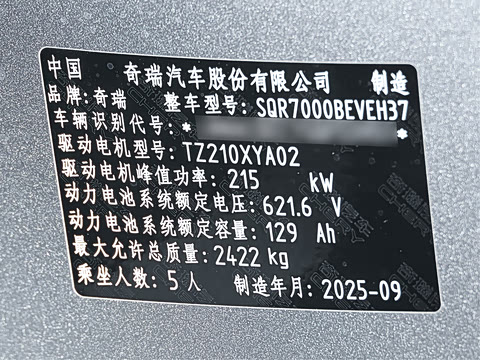 中国 奇瑞汽车股份有限公司 制造
品牌:奇瑞 整车型号:SQR7000BEVEH37
车辆识别代号:* *
驱动电机型号:TZ210XYA02
驱动电机峰值功率:215 kW
动力电池系统额定电压:621.6 V
动力电池系统额定容量:129 Ah
最大允许总质量:2422 kg
乘坐人数:5 人 制造年月:2025-09